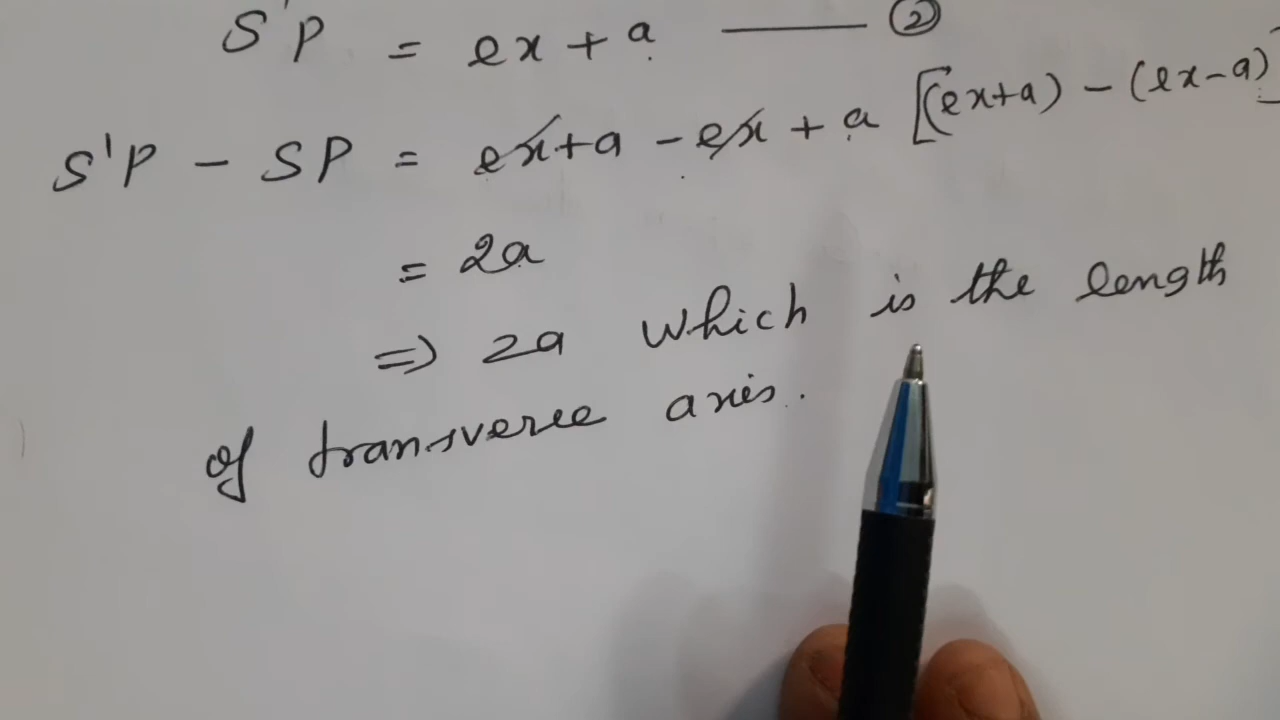 S'P = ex + a —— ②
S'P - SP = ex + a - ex + a [(ex+a) - (ex-a)]
= 2a
=> 2a which is the length
of transverse axis.